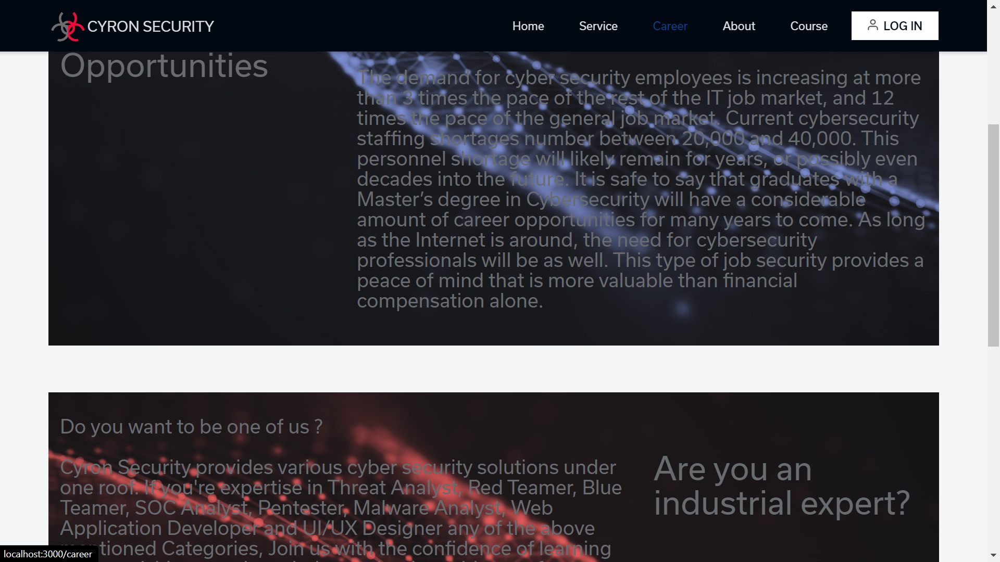 CYRON SECURITY
Home
Service
Career
About
Course
LOG IN
Opportunities
The demand for cyber security employees is increasing at more
than 3 times the pace of the rest of the IT job market, and 12
times the pace of the general job market. Current cybersecurity
staffing shortages number between 20,000 and 40,000. This
personnel shortage will likely remain for years, or possibly even
decades into the future. It is safe to say that graduates with a
Master’s degree in Cybersecurity will have a considerable
amount of career opportunities for many years to come. As long
as the Internet is around, the need for cybersecurity
professionals will be as well. This type of job security provides a
peace of mind that is more valuable than financial
compensation alone.
Do you want to be one of us ?
Cyron Security provides various cyber security solutions under
one roof. If you're expertise in Threat Analyst, Red Teamer, Blue
Teamer, SOC Analyst, Pentester, Malware Analyst, Web
Application Developer and UI/UX Designer any of the above
tioned Categories, Join us with the confidence of learning
Are you an
industrial expert?
localhost:3000/career